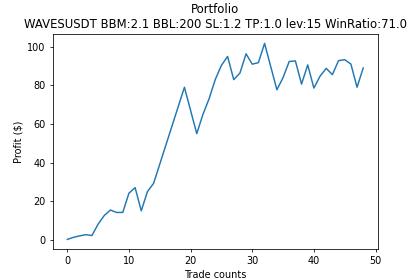 Portfolio
WAVESUSDT BBM:2.1 BBL:200 SL:1.2 TP:1.0 lev:15 WinRatio:71.0
100
80
60
40
20
0
Profit ($)
0 10 20 30 40 50
Trade counts